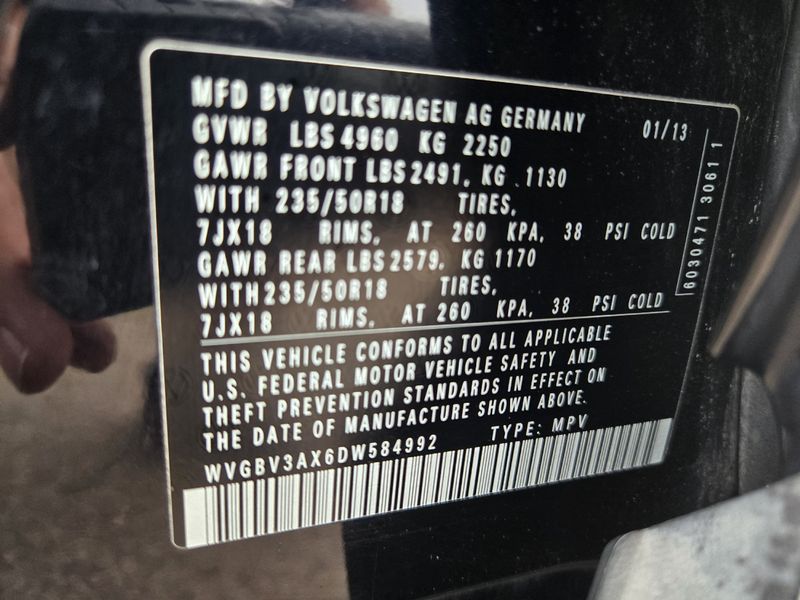 MFD BY VOLKSWAGEN AG GERMANY 01/13
GVWR LBS 4960 KG 2250
GAWR FRONT LBS 2491, KG .1130
WITH 235/50R18 TIRES,
7JX18 RIMS, AT 260 KPA, 38 PSI COLD
GAWR REAR LBS 2579, KG 1170
WITH 235/50R18 TIRES,
7JX18 RIMS, AT 260 KPA, 38 PSI COLD
6030471 3061 1
THIS VEHICLE CONFORMS TO ALL APPLICABLE
U.S. FEDERAL MOTOR VEHICLE SAFETY AND
THEFT PREVENTION STANDARDS IN EFFECT ON
THE DATE OF MANUFACTURE SHOWN ABOVE.
WVGBV3AX6DW584992 TYPE: MPV